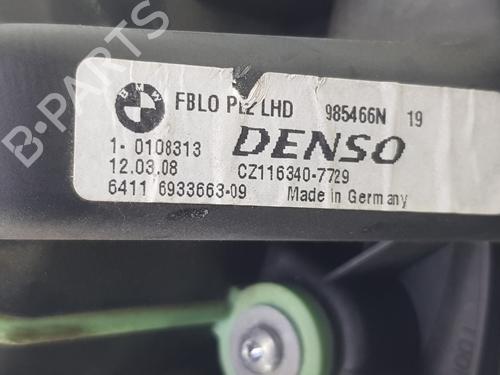 BMW
FBLO PL2 LHD 985466N 19
1- 0108313 DENSO
12.03.08 CZ116340-7729
6411 6933663-09 Made in Germany
B-PARTS